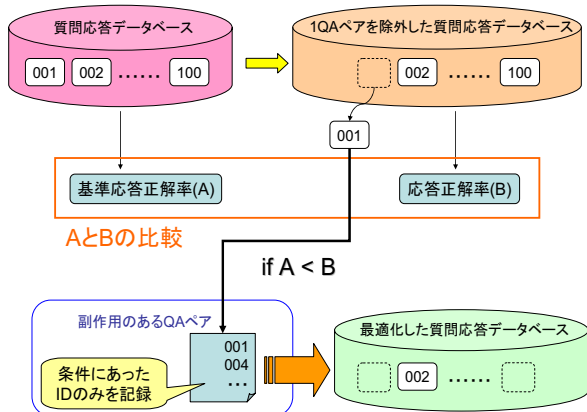 質問応答データベース
1QAペアを除外した質問応答データベース
001 002 …… 100
002 …… 100
001
基準応答正解率(A)
応答正解率(B)
AとBの比較
if A < B
副作用のあるQAペア
最適化した質問応答データベース
001
004
…
条件にあった
IDのみを記録
002 ……